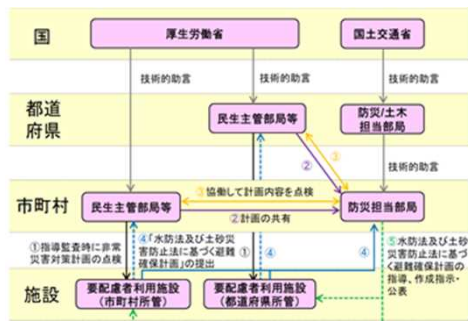 国
厚生労働省
国土交通省
技術的助言
技術的助言
技術的助言
都道
府県
民生主管部局等
防災/土木
担当部局
②
③
技術的助言
市町村
民生主管部局等
③協働して計画内容を点検
②計画の共有
防災担当部局
①指導監査時に非常
災害対策計画の点検
④「水防法及び土砂災
害防止法に基づく避難
確保計画」の提出
①
④
④
⑤水防法及び土砂災
害防止法に基づ
く避難確保計画の
指導、作成指示・
公表
施設
要配慮者利用施設
(市町村所管)
要配慮者利用施設
(都道府県所管)